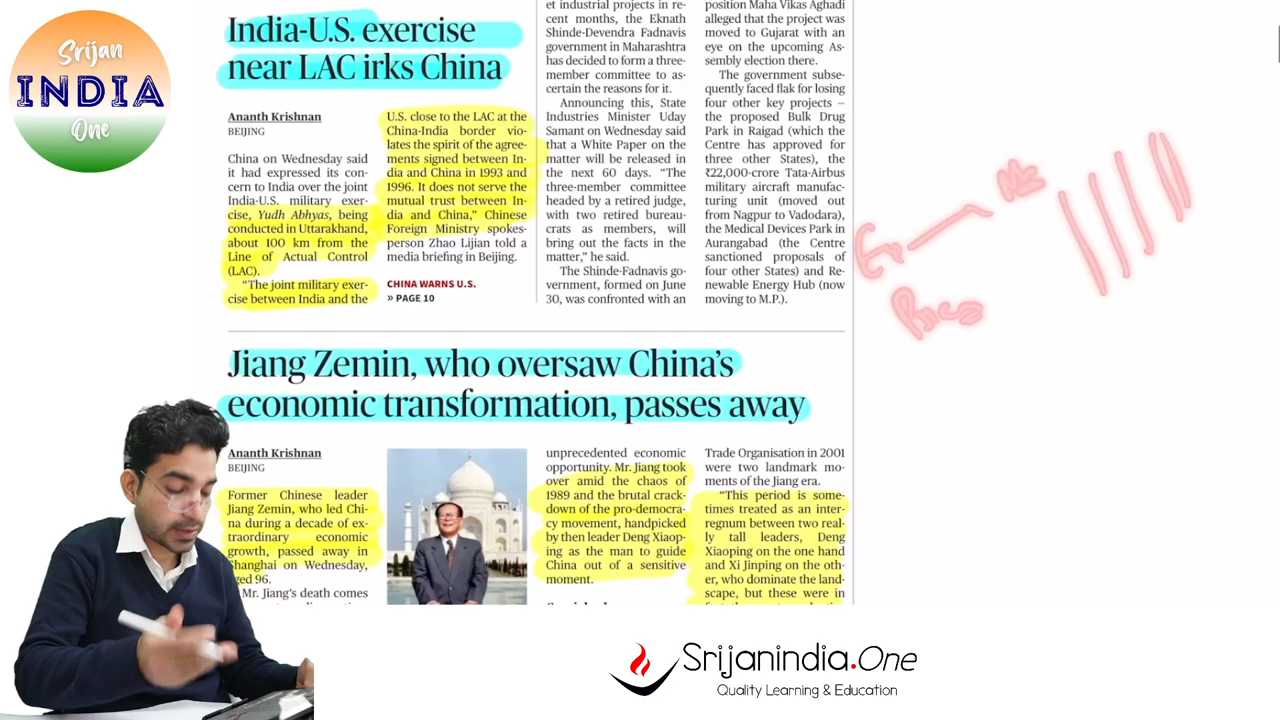 Srijan
INDIA
One
India-U.S. exercise
near LAC irks China
Ananth Krishnan
BEIJING
China on Wednesday said
it had expressed its con-
cern to India over the joint
India-U.S. military exer-
cise, Yudh Abhyas, being
conducted in Uttarakhand,
about 100 km from the
Line of Actual Control
(LAC).
“The joint military exer-
cise between India and the
U.S. close to the LAC at the
China-India border vio-
lates the spirit of the agree-
ments signed between In-
dia and China in 1993 and
1996. It does not serve the
mutual trust between In-
dia and China,” Chinese
Foreign Ministry spokes-
person Zhao Lijian told a
media briefing in Beijing.
CHINA WARNS U.S.
» PAGE 10
et industrial projects in re-
cent months, the Eknath
Shinde-Devendra Fadnavis
government in Maharashtra
has decided to form a three-
member committee to as-
certain the reasons for it.
Announcing this, State
Industries Minister Uday
Samant on Wednesday said
that a White Paper on the
matter will be released in
the next 60 days. “The
three-member committee
headed by a retired judge,
with two retired bureau-
crats as members, will
bring out the facts in the
matter,” he said.
The Shinde-Fadnavis go-
vernment, formed on June
30, was confronted with an
position Maha Vikas Aghadi
alleged that the project was
moved to Gujarat with an
eye on the upcoming As-
sembly election there.
The government subse-
quently faced flak for losing
four other key projects —
the proposed Bulk Drug
Park in Raigad (which the
Centre has approved for
three other States), the
₹22,000-crore Tata-Airbus
military aircraft manufac-
turing unit (moved out
from Nagpur to Vadodara),
the Medical Devices Park in
Aurangabad (the Centre
sanctioned proposals of
four other States) and Re-
newable Energy Hub (now
moving to M.P.).
Jiang Zemin, who oversaw China’s
economic transformation, passes away
Ananth Krishnan
BEIJING
Former Chinese leader
Jiang Zemin, who led Chi-
na during a decade of ex-
traordinary economic
growth, passed away in
Shanghai on Wednesday,
aged 96.
Mr. Jiang’s death comes
unprecedented economic
opportunity. Mr. Jiang took
over amid the chaos of
1989 and the brutal crack-
down of the pro-democra-
cy movement, handpicked
by then leader Deng Xiaop-
ing as the man to guide
China out of a sensitive
moment.
Trade Organisation in 2001
were two landmark mo-
ments of the Jiang era.
“This period is some-
times treated as an inter-
regnum between two real-
ly tall leaders, Deng
Xiaoping on the one hand
and Xi Jinping on the oth-
er, who dominate the land-
scape, but these were in
Srijanindia.One
Quality Learning & Education